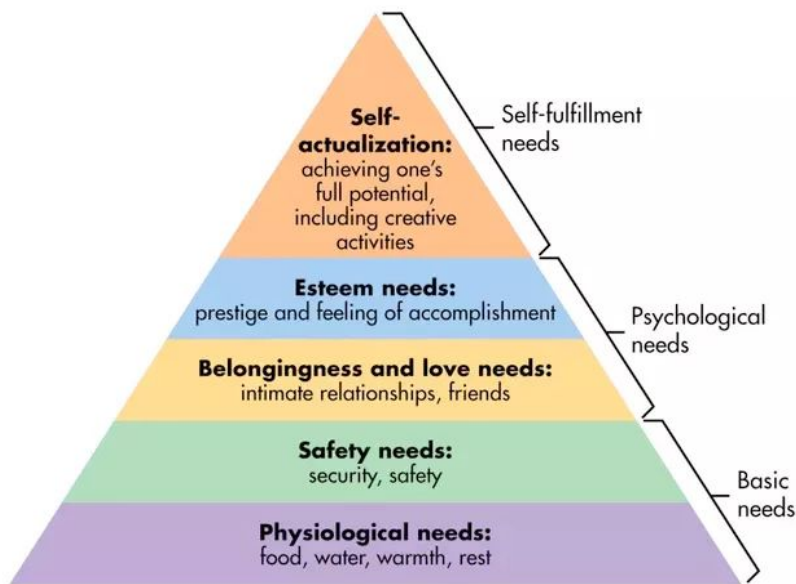 Self-
actualization:
achieving one's
full potential,
including creative
activities
Self-fulfillment
needs
Esteem needs:
prestige and feeling of accomplishment
Psychological
needs
Belongingness and love needs:
intimate relationships, friends
Safety needs:
security, safety
Basic
needs
Physiological needs:
food, water, warmth, rest